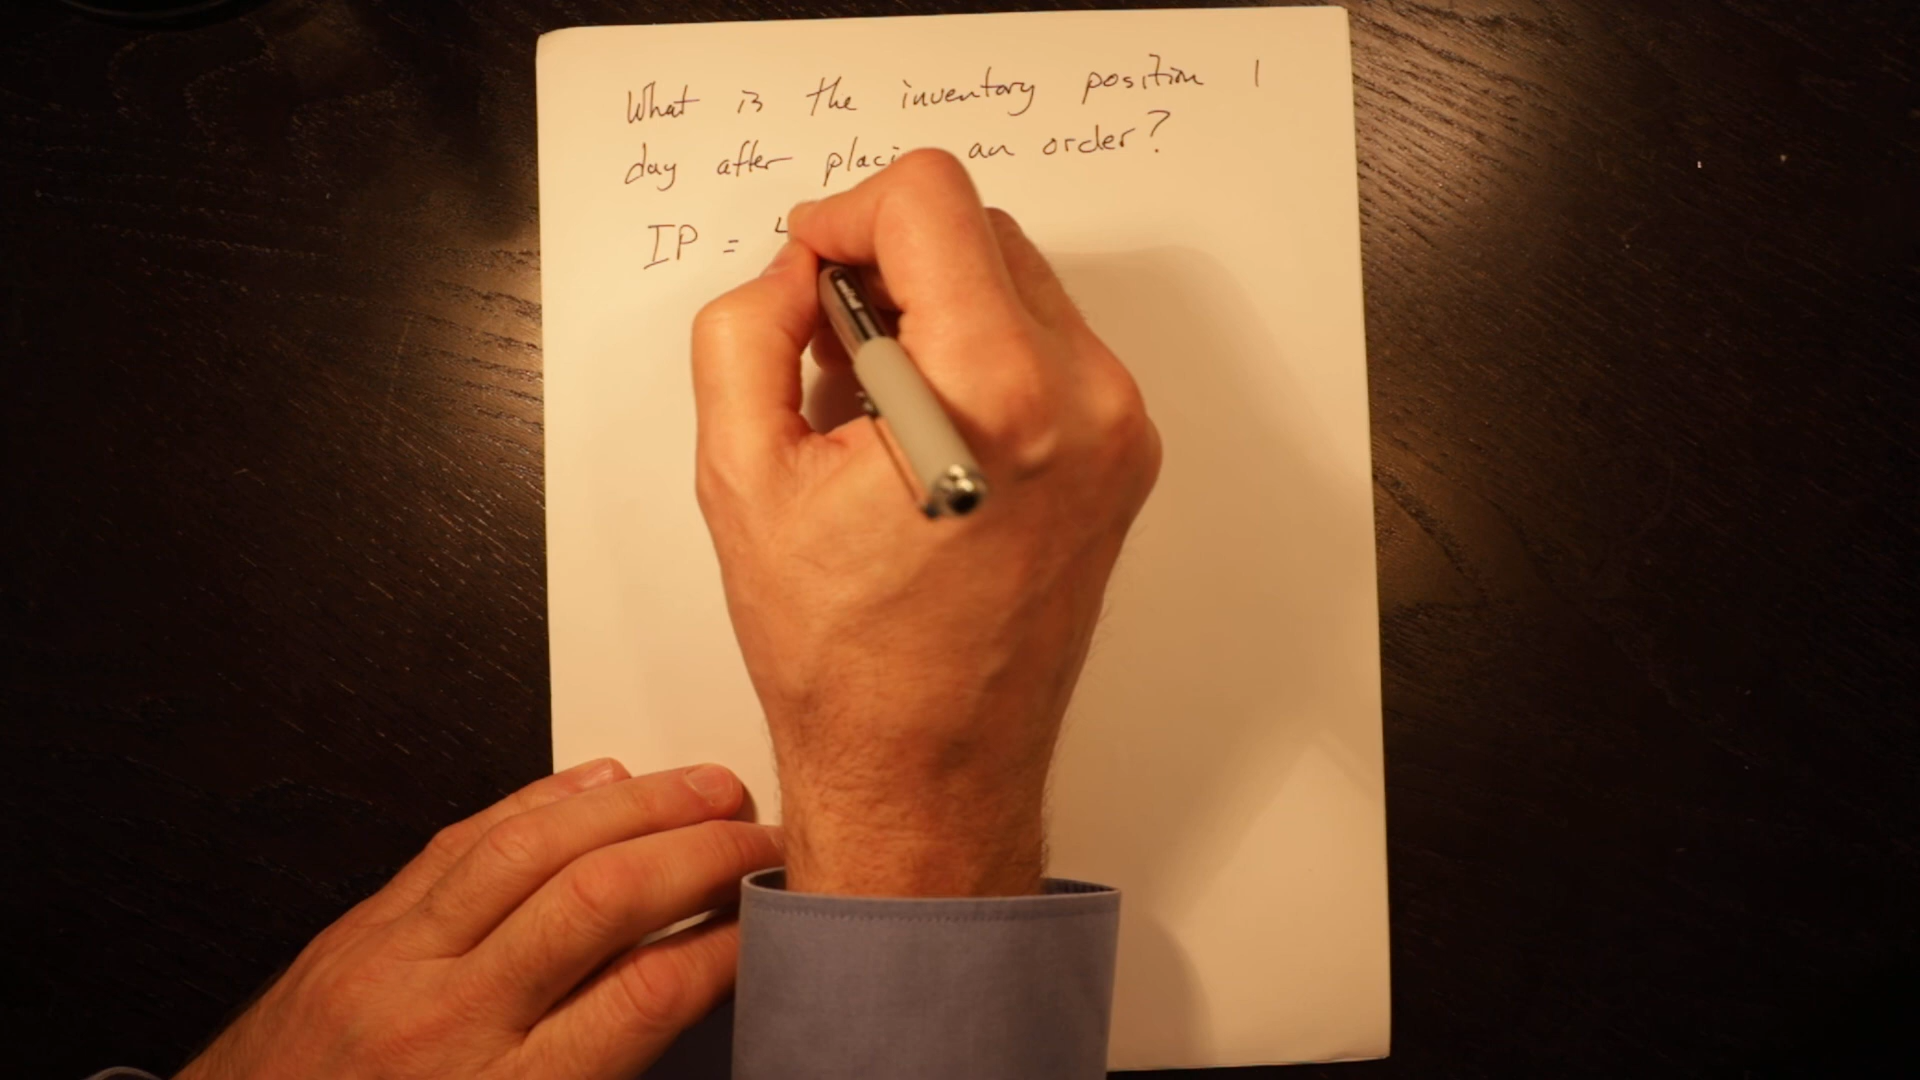 What is the inventory position 1
day after an order?
IP =